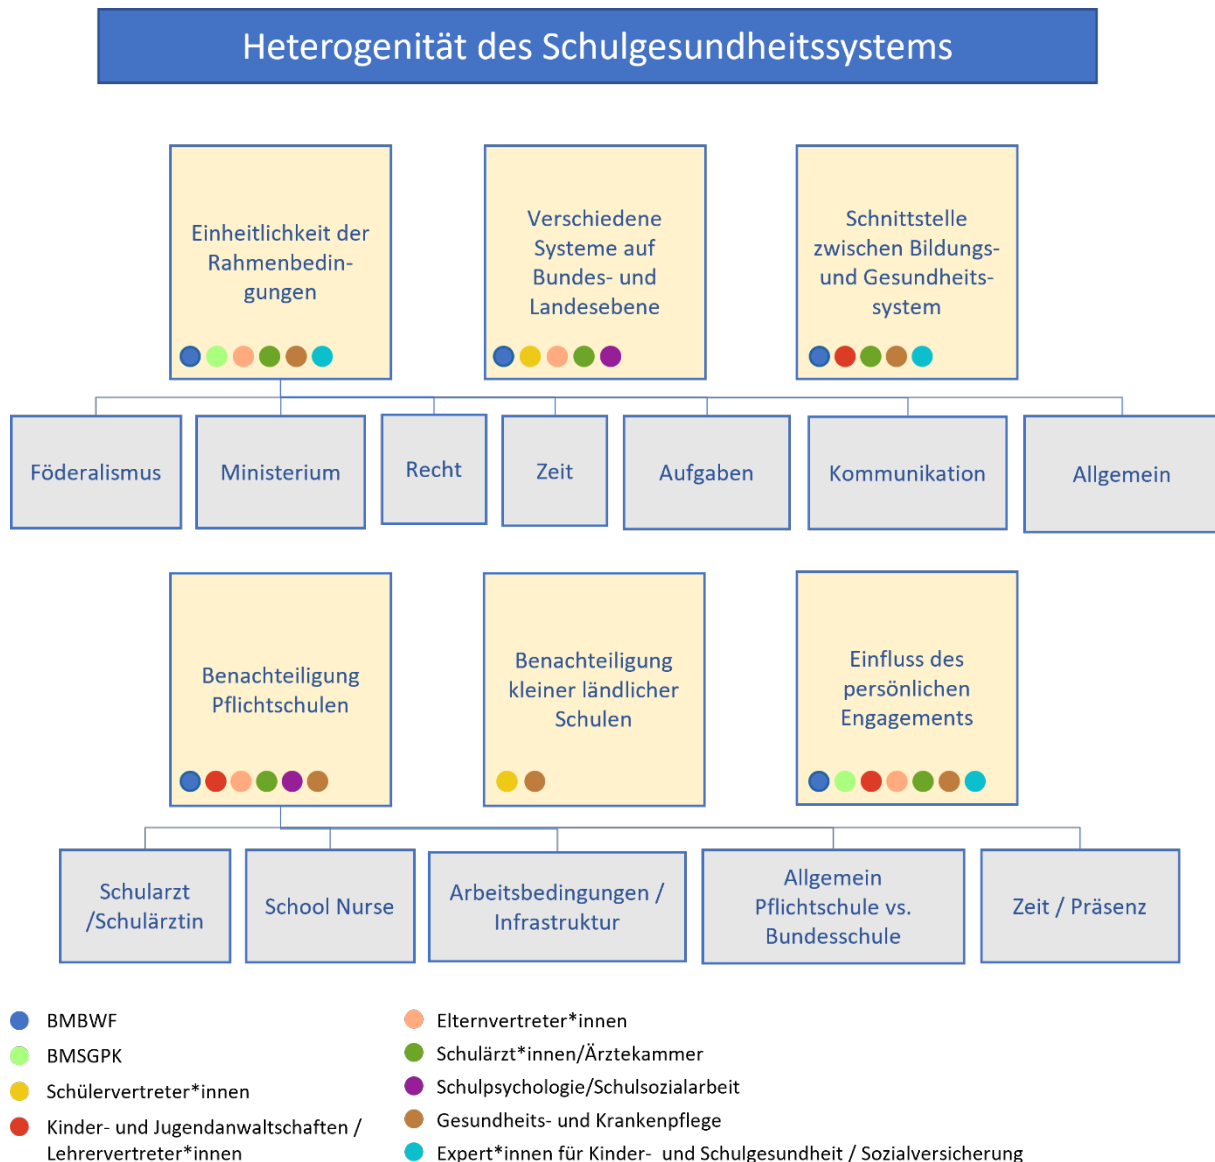 Heterogenität des Schulgesundheitssystems
Einheitlichkeit der
Rahmenbedin-
gungen
Verschiedene
Systeme auf
Bundes- und
Landesebene
Schnittstelle
zwischen Bildungs-
und Gesundheits-
system
Föderalismus
Ministerium
Recht
Zeit
Aufgaben
Kommunikation
Allgemein
Benachteiligung
Pflichtschulen
Benachteiligung
kleiner ländlicher
Schulen
Einfluss des
persönlichen
Engagements
Schularzt
/Schulärztin
School Nurse
Arbeitsbedingungen /
Infrastruktur
Allgemein
Pflichtschule vs.
Bundesschule
Zeit / Präsenz
BMBWF
BMSGPK
Schülervertreter*innen
Kinder- und Jugendanwaltschaften /
Lehrervertreter*innen
Elternvertreter*innen
Schulärzt*innen/Ärztekammer
Schulpsychologie/Schulsozialarbeit
Gesundheits- und Krankenpflege
Expert*innen für Kinder- und Schulgesundheit / Sozialversicherung